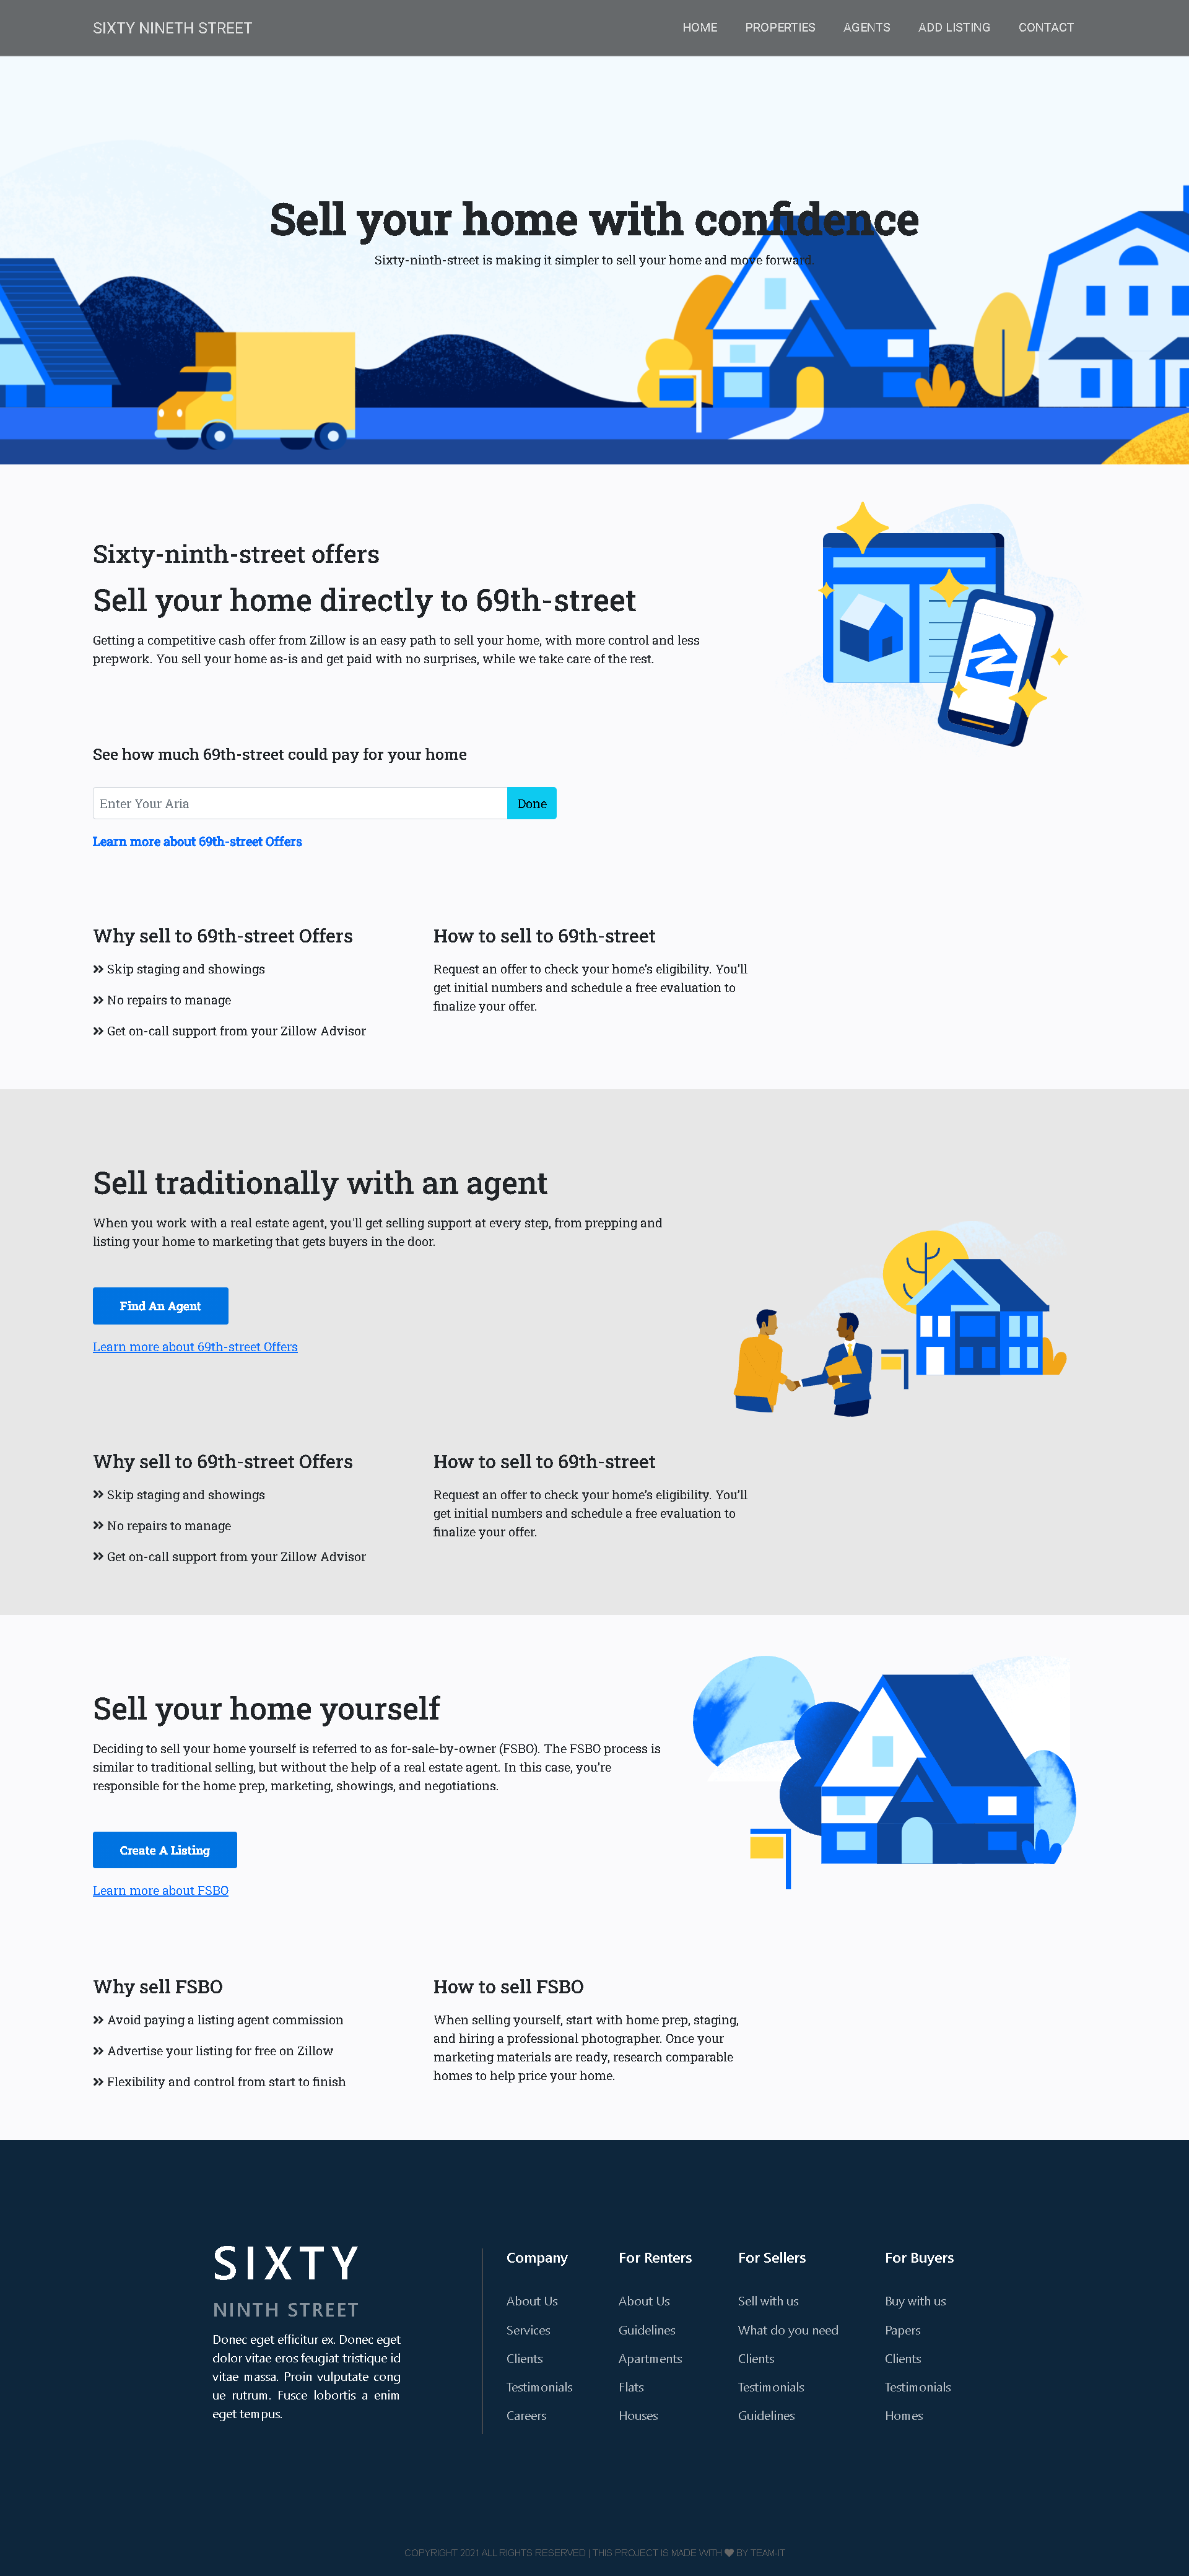 SIXTY NINETH STREET
HOME PROPERTIES AGENTS ADD LISTING CONTACT
Sell your home with confidence
Sixty-ninth-street is making it simpler to sell your home and move forward.
Sixty-ninth-street offers
Sell your home directly to 69th-street
Getting a competitive cash offer from Zillow is an easy path to sell your home, with more control and less
prepwork. You sell your home as-is and get paid with no surprises, while we take care of the rest.
See how much 69th-street could pay for your home
Enter Your Aria
Done
Learn more about 69th-street Offers
Why sell to 69th-street Offers
Skip staging and showings
No repairs to manage
Get on-call support from your Zillow Advisor
How to sell to 69th-street
Request an offer to check your home’s eligibility. You’ll
get initial numbers and schedule a free evaluation to
finalize your offer.
Sell traditionally with an agent
When you work with a real estate agent, you'll get selling support at every step, from prepping and
listing your home to marketing that gets buyers in the door.
Find An Agent
Learn more about 69th-street Offers
Why sell to 69th-street Offers
Skip staging and showings
No repairs to manage
Get on-call support from your Zillow Advisor
How to sell to 69th-street
Request an offer to check your home’s eligibility. You’ll
get initial numbers and schedule a free evaluation to
finalize your offer.
Sell your home yourself
Deciding to sell your home yourself is referred to as for-sale-by-owner (FSBO). The FSBO process is
similar to traditional selling, but without the help of a real estate agent. In this case, you’re
responsible for the home prep, marketing, showings, and negotiations.
Create A Listing
Learn more about FSBO
Why sell FSBO
Avoid paying a listing agent commission
Advertise your listing for free on Zillow
Flexibility and control from start to finish
How to sell FSBO
When selling yourself, start with home prep, staging,
and hiring a professional photographer. Once your
marketing materials are ready, research comparable
homes to help price your home.
SIXTY
NINTH STREET
Donec eget efficitur ex. Donec eget
dolor vitae eros feugiat tristique id
vitae massa. Proin vulputate cong
ue rutrum. Fusce lobortis a enim
eget tempus.
Company
About Us
Services
Clients
Testimonials
Careers
For Renters
About Us
Guidelines
Apartments
Flats
Houses
For Sellers
Sell with us
What do you need
Clients
Testimonials
Guidelines
For Buyers
Buy with us
Papers
Clients
Testimonials
Homes
COPYRIGHT 2021 ALL RIGHTS RESERVED | THIS PROJECT IS MADE WITH ♥ BY TEAM-IT